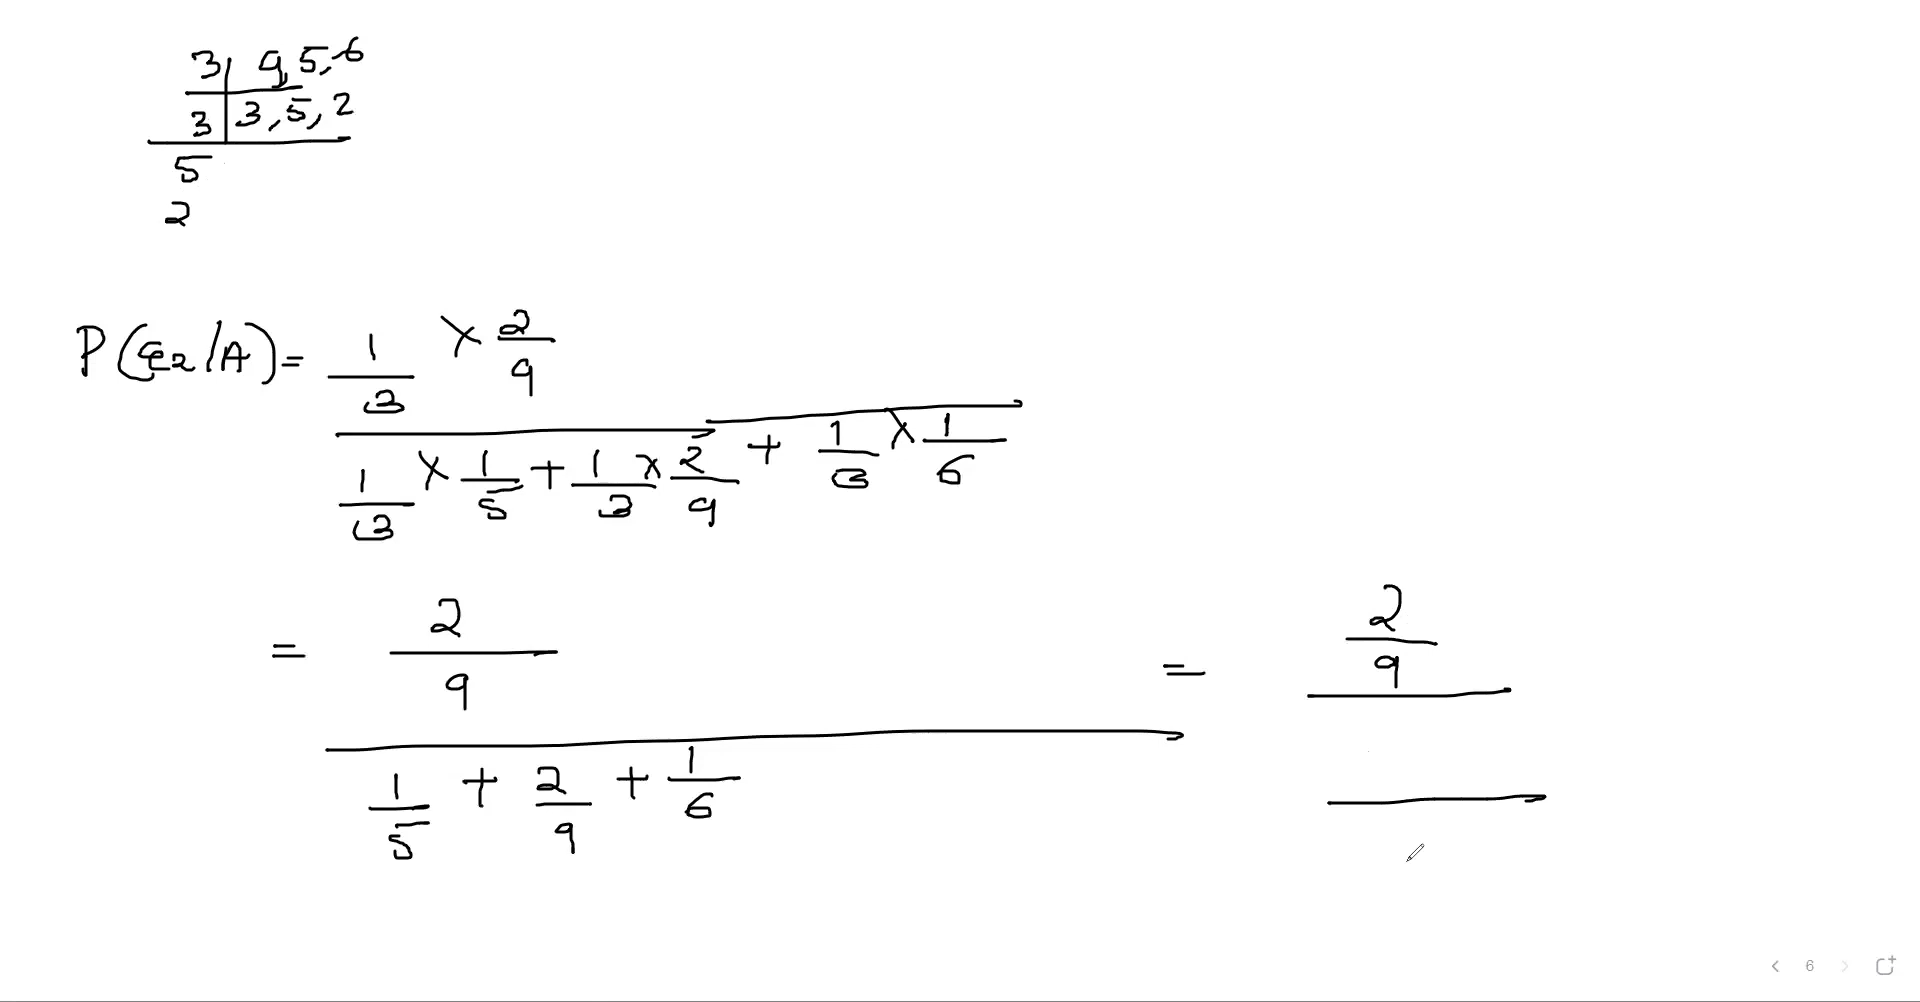 3 | 9, 5, 6
3 | 3, 5, 2
5
2
P(E2/A) = 1/3 × 2/9
1/3 × 1/5 + 1/3 × 2/9 + 1/3 × 1/6
= 2/9 = 2/9
1/5 + 2/9 + 1/6
6